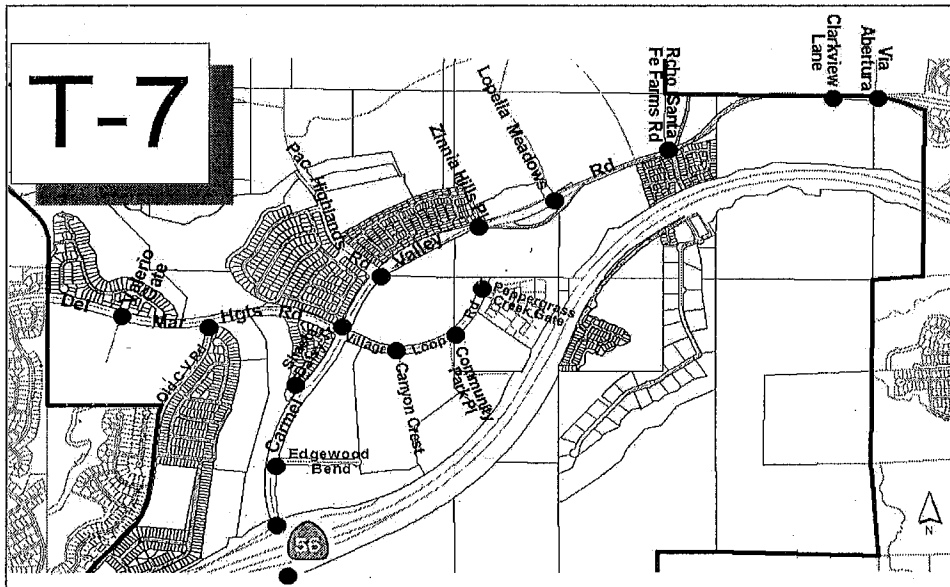 T-7
Via
Abertura
Clarkview
Lane
Rcho Santa
Fe Farms Rd
Lopelia Meadows
Zinnia Hills Pl
Pac. Highlands
Rd
Valley
Del Mar Hgts Rd
Old C.V. Rd
Carmel
Village Loop Rd
Peppergrass
Creek Gate
Community
Park Pl
Canyon Crest
Edgewood
Bend
56
N